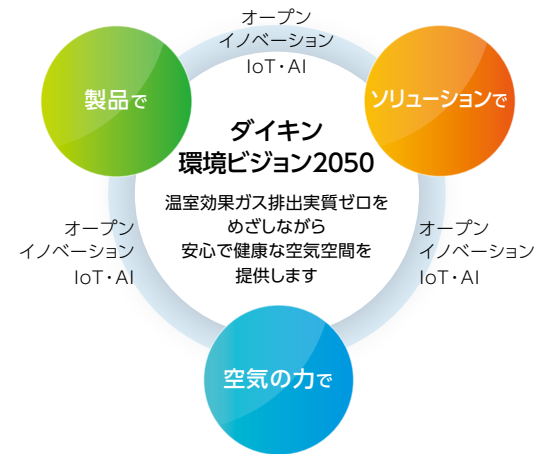 オープン
イノベーション
IoT・AI
製品で
ソリューションで
ダイキン
環境ビジョン2050
温室効果ガス排出実質ゼロを
めざしながら
安心で健康な空気空間を
提供します
オープン
イノベーション
IoT・AI
オープン
イノベーション
IoT・AI
空気の力で